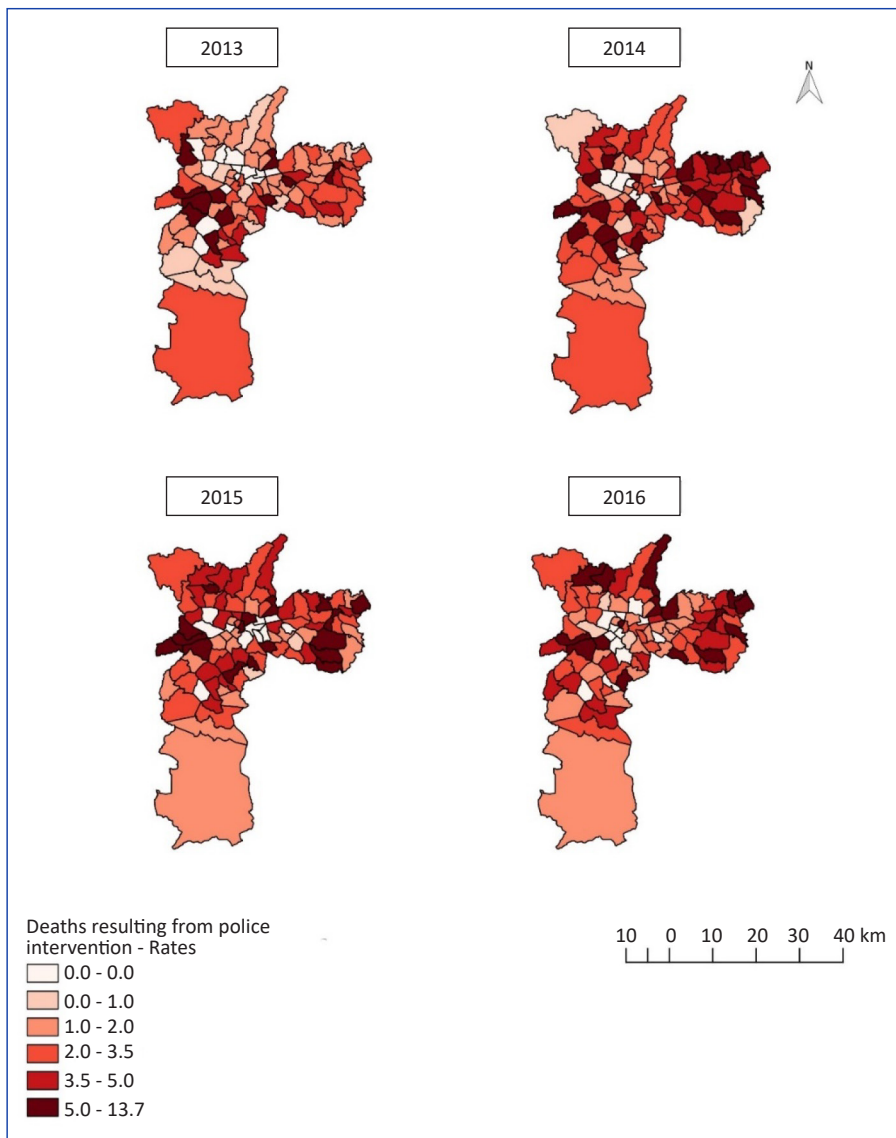 2013
2014
N
2015
2016
Deaths resulting from police
intervention - Rates
0.0 - 0.0
0.0 - 1.0
1.0 - 2.0
2.0 - 3.5
3.5 - 5.0
5.0 - 13.7
10 0 10 20 30 40 km